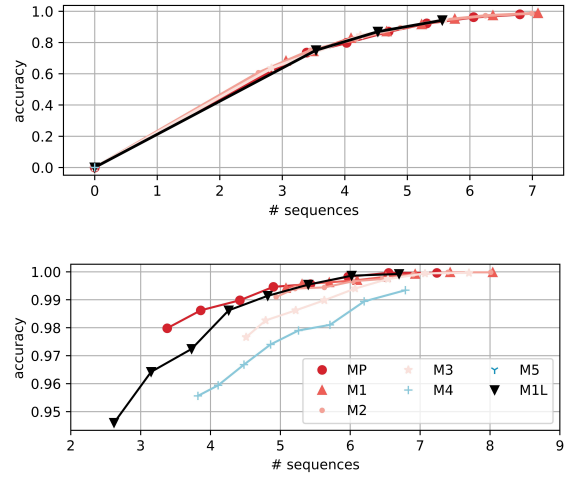 1.0
0.8
0.6
0.4
0.2
0.0
accuracy
0 1 2 3 4 5 6 7
# sequences
1.00
0.99
0.98
0.97
0.96
0.95
accuracy
MP M3 M5
M1 M4 M1L
M2
2 3 4 5 6 7 8 9
# sequences